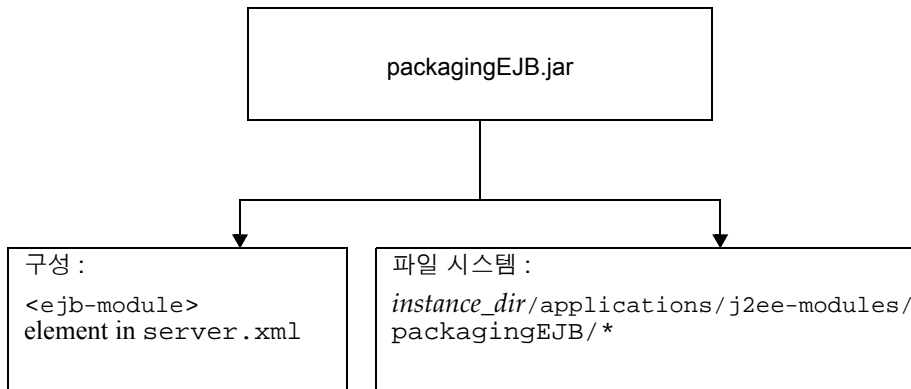 packagingEJB.jar
구성 :
<ejb-module>
element in server.xml
파일 시스템 :
instance_dir/applications/j2ee-modules/
packagingEJB/*